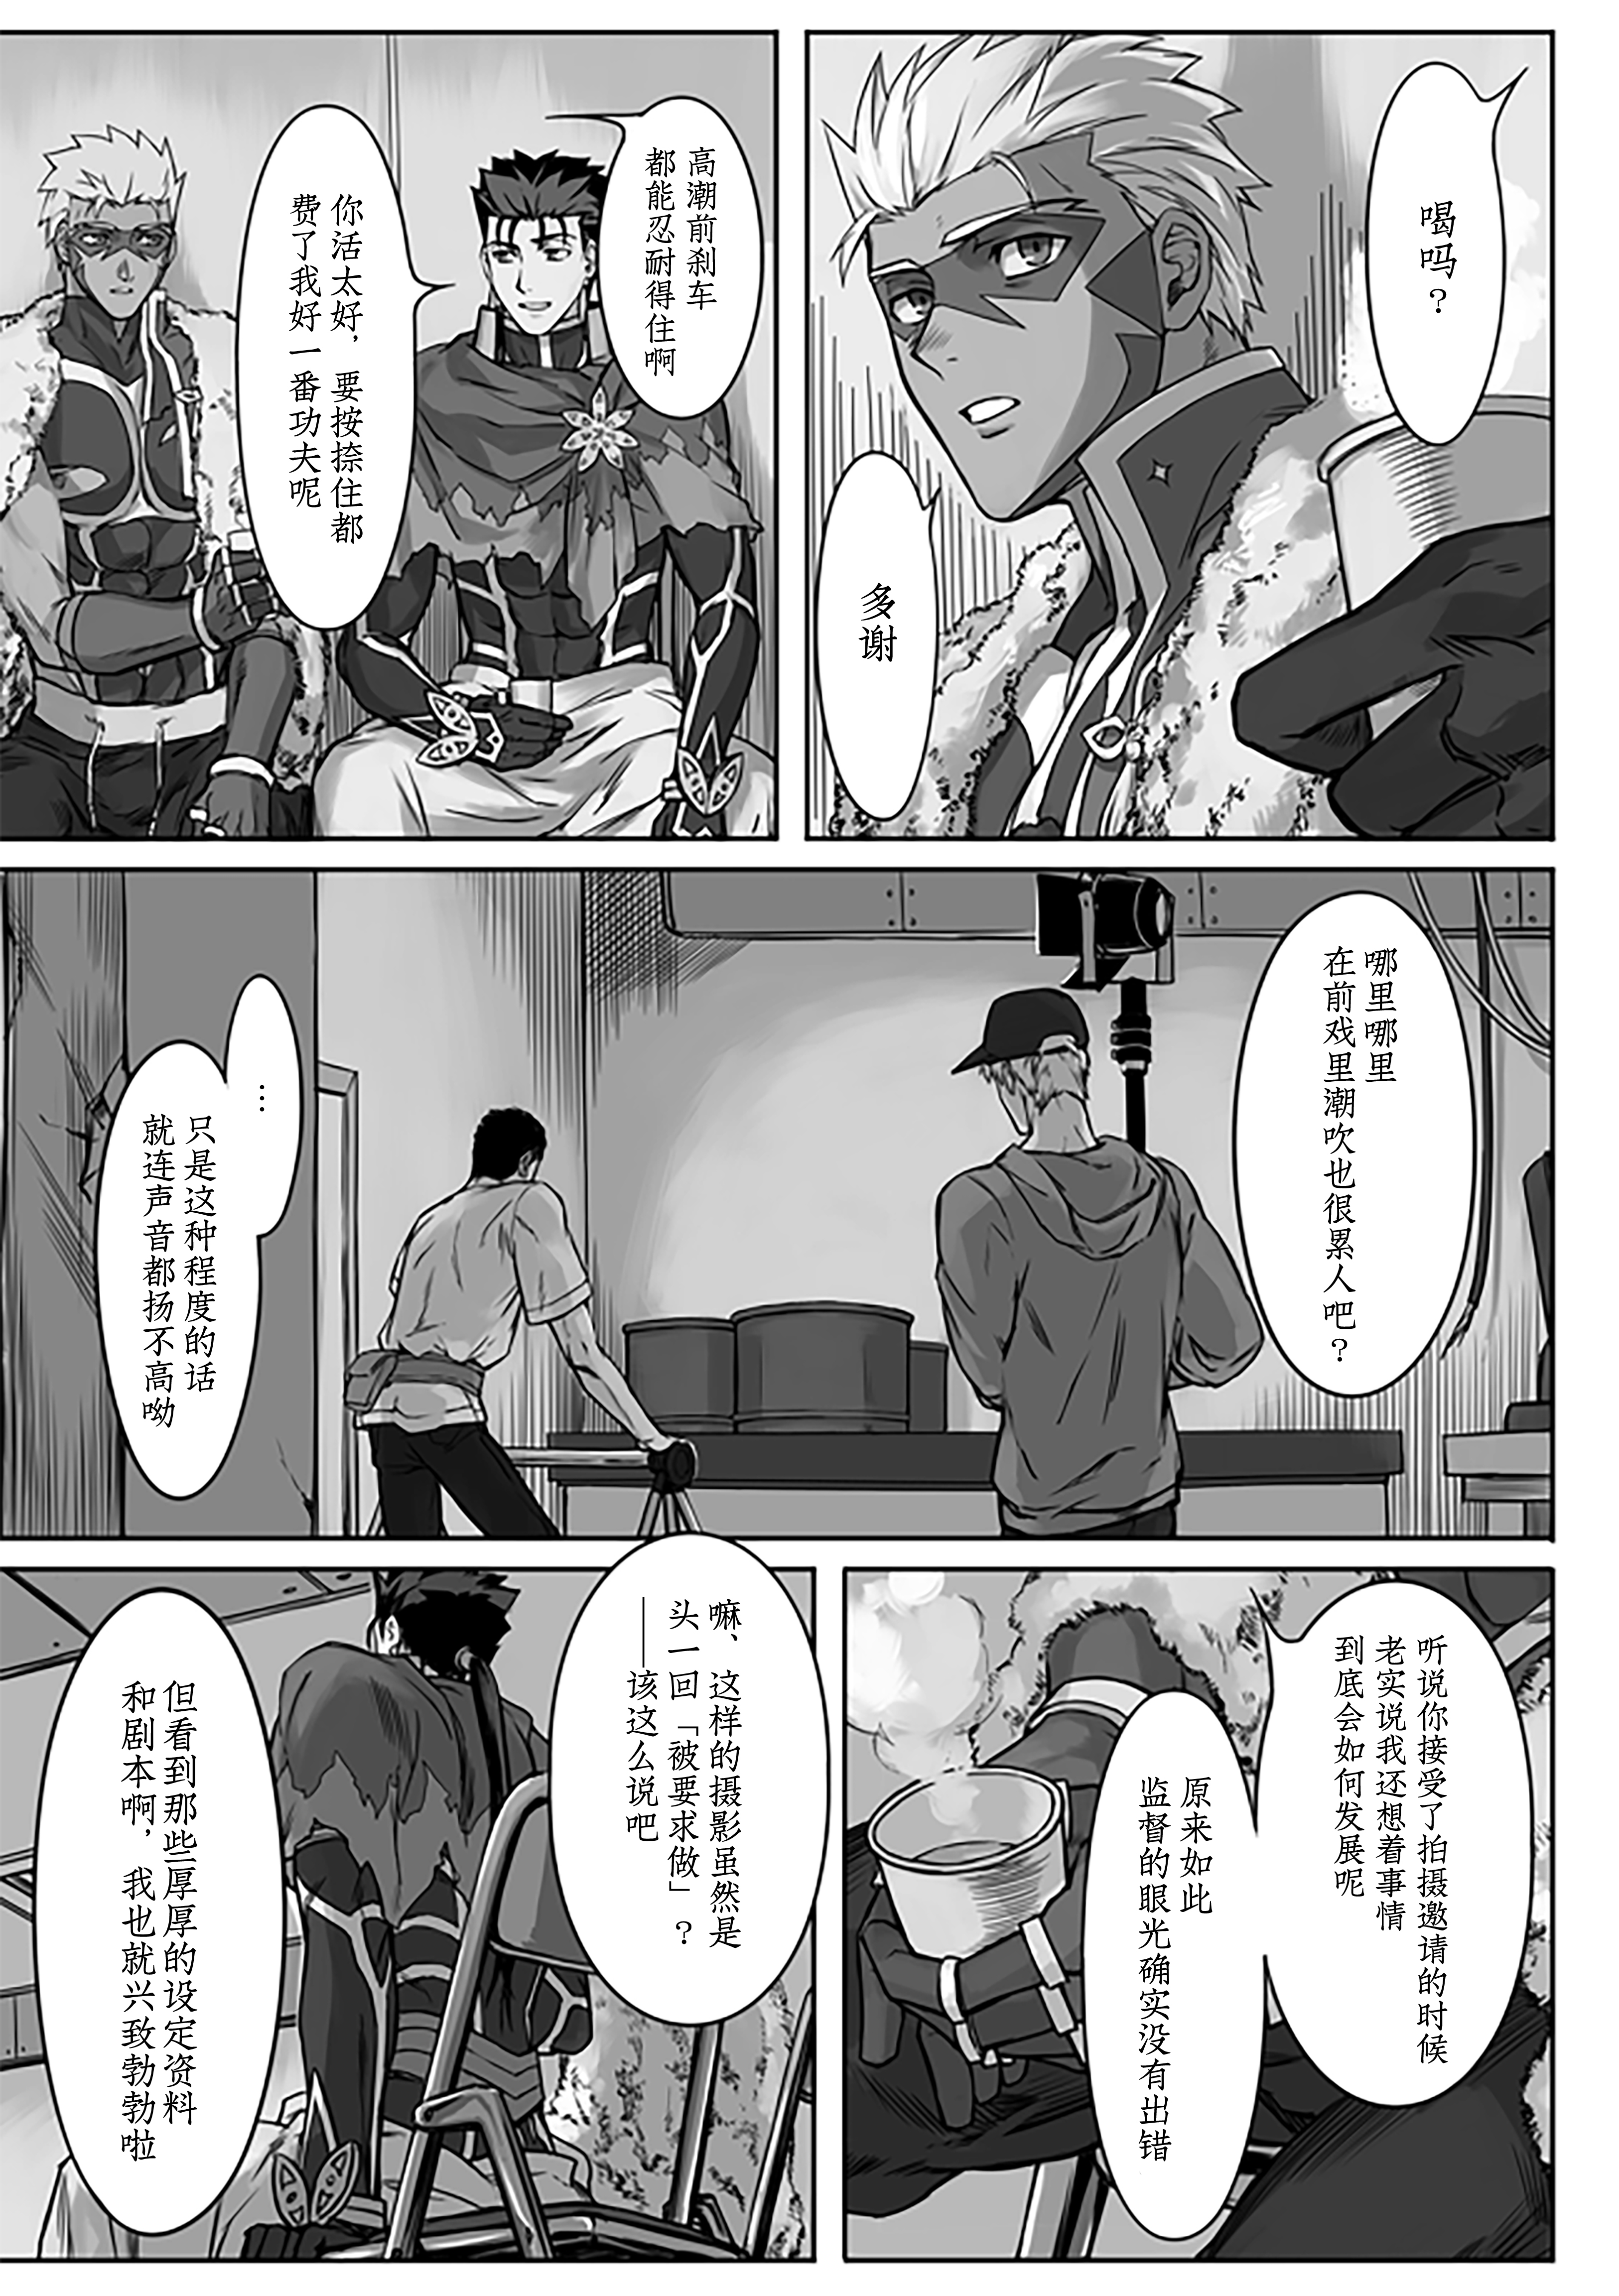 喝吗？
多谢
高潮前刹车
都能忍耐得住啊
你活太好，要按捺住都
费了我好一番功夫呢
哪里哪里
在前戏里潮吹也很累人吧？
…
只是这种程度的话
就连声音都扬不高呦
听说你接受了拍摄邀请的时候
老实说我还想着事情
到底会如何发展呢
原来如此
监督的眼光确实没有出错
嘛、这样的摄影虽然是
头一回「被要求做」？
——该这么说吧
但看到那些厚厚的设定资料
和剧本啊，我也就兴致勃勃啦